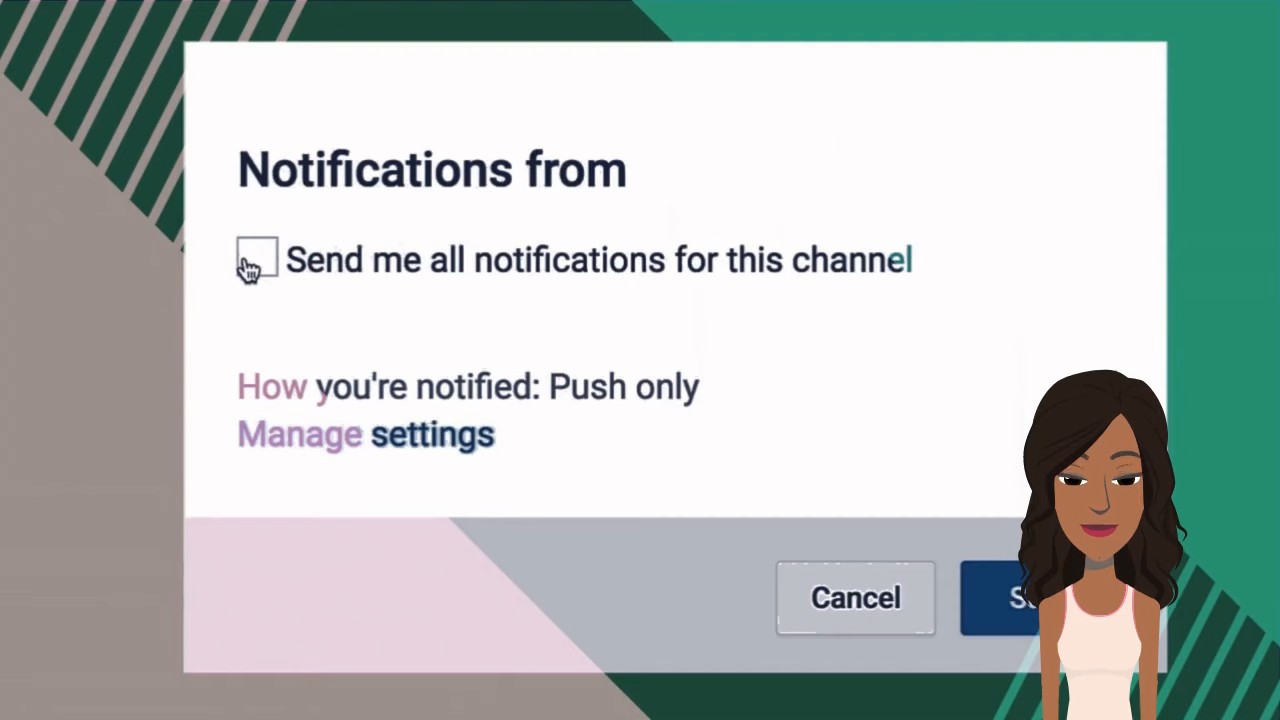 Notifications from
Send me all notifications for this channel
How you're notified: Push only
Manage settings
Cancel